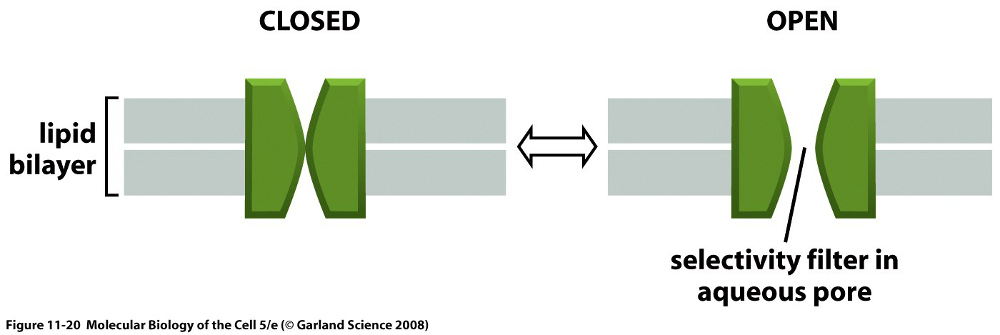 CLOSED
OPEN
lipid
bilayer
selectivity filter in
aqueous pore
Figure 11-20 Molecular Biology of the Cell 5/e (© Garland Science 2008)